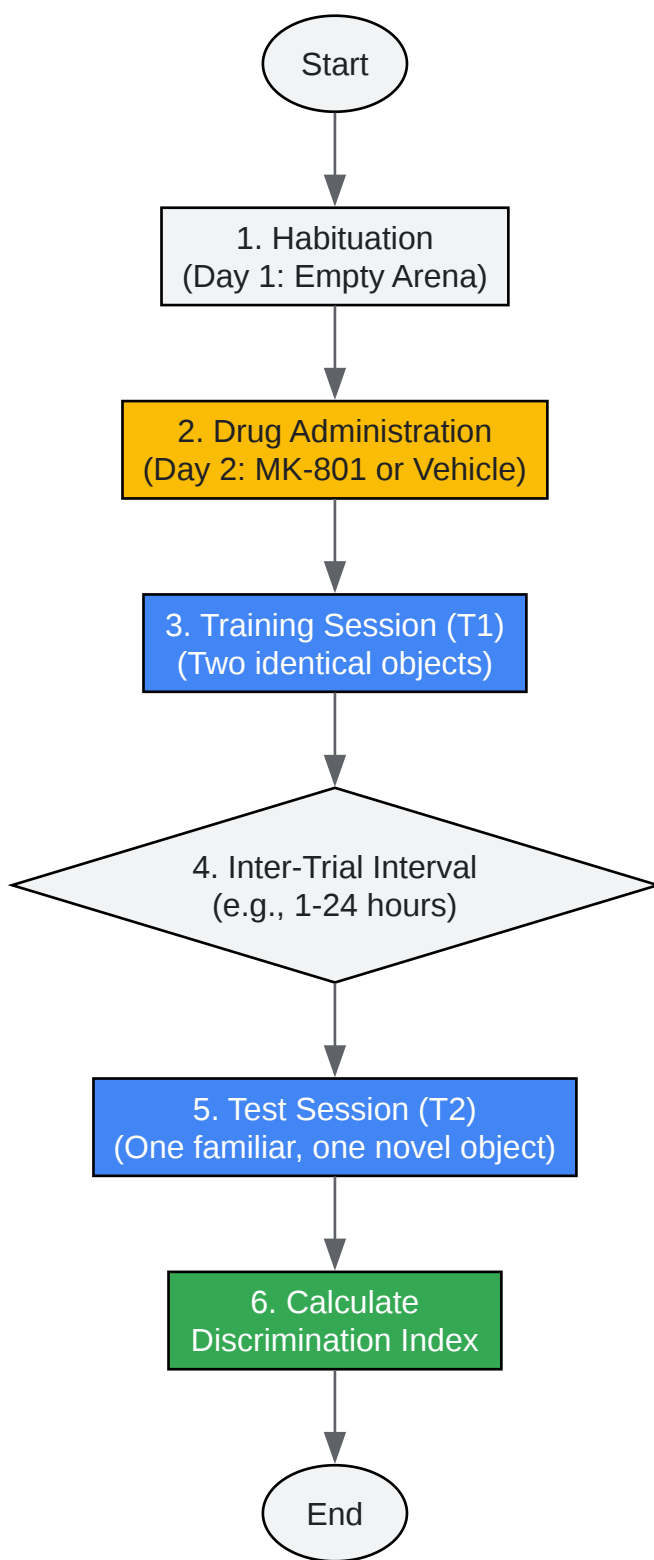 Start
1. Habituation
(Day 1: Empty Arena)
2. Drug Administration
(Day 2: MK-801 or Vehicle)
3. Training Session (T1)
(Two identical objects)
4. Inter-Trial Interval
(e.g., 1-24 hours)
5. Test Session (T2)
(One familiar, one novel object)
6. Calculate
Discrimination Index
End